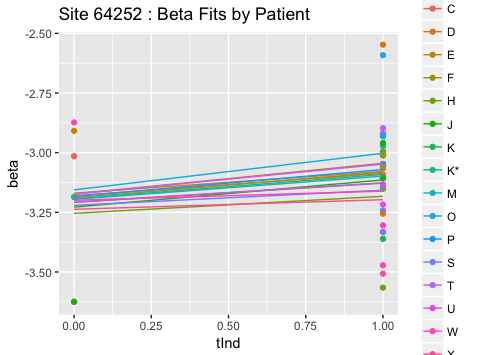 Site 64252 : Beta Fits by Patient
-2.50
-2.75
-3.00
-3.25
-3.50
beta
0.00 0.25 0.50 0.75 1.00
tInd
C
D
E
F
H
J
K
K*
M
O
P
S
T
U
W